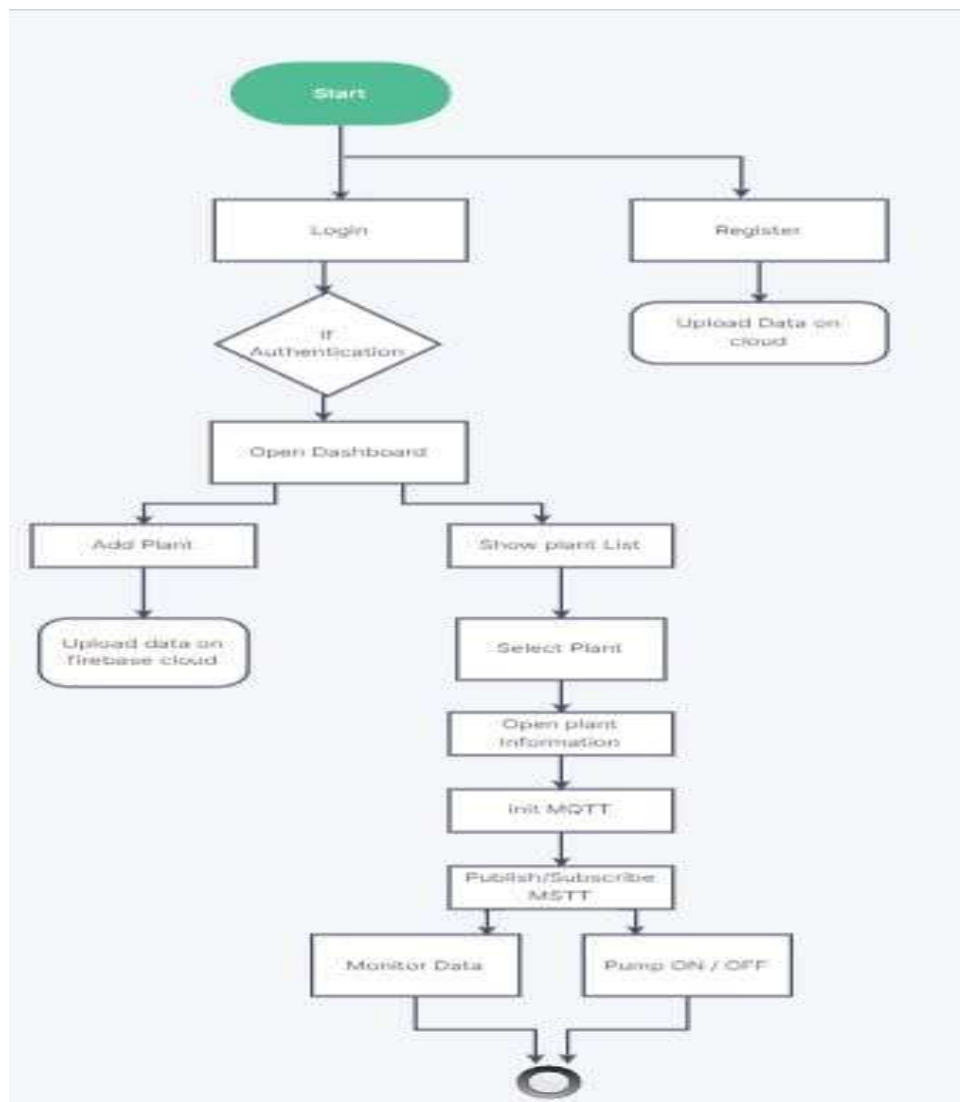 Start
Login
Register
If
Authentication
Upload Data on
cloud
Open Dashboard
Add Plant
Show plant List
Upload data on
firebase cloud
Select Plant
Open plant
Information
Init MQTT
Publish/Subscribe
MSTT
Monitor Data
Pump ON / OFF